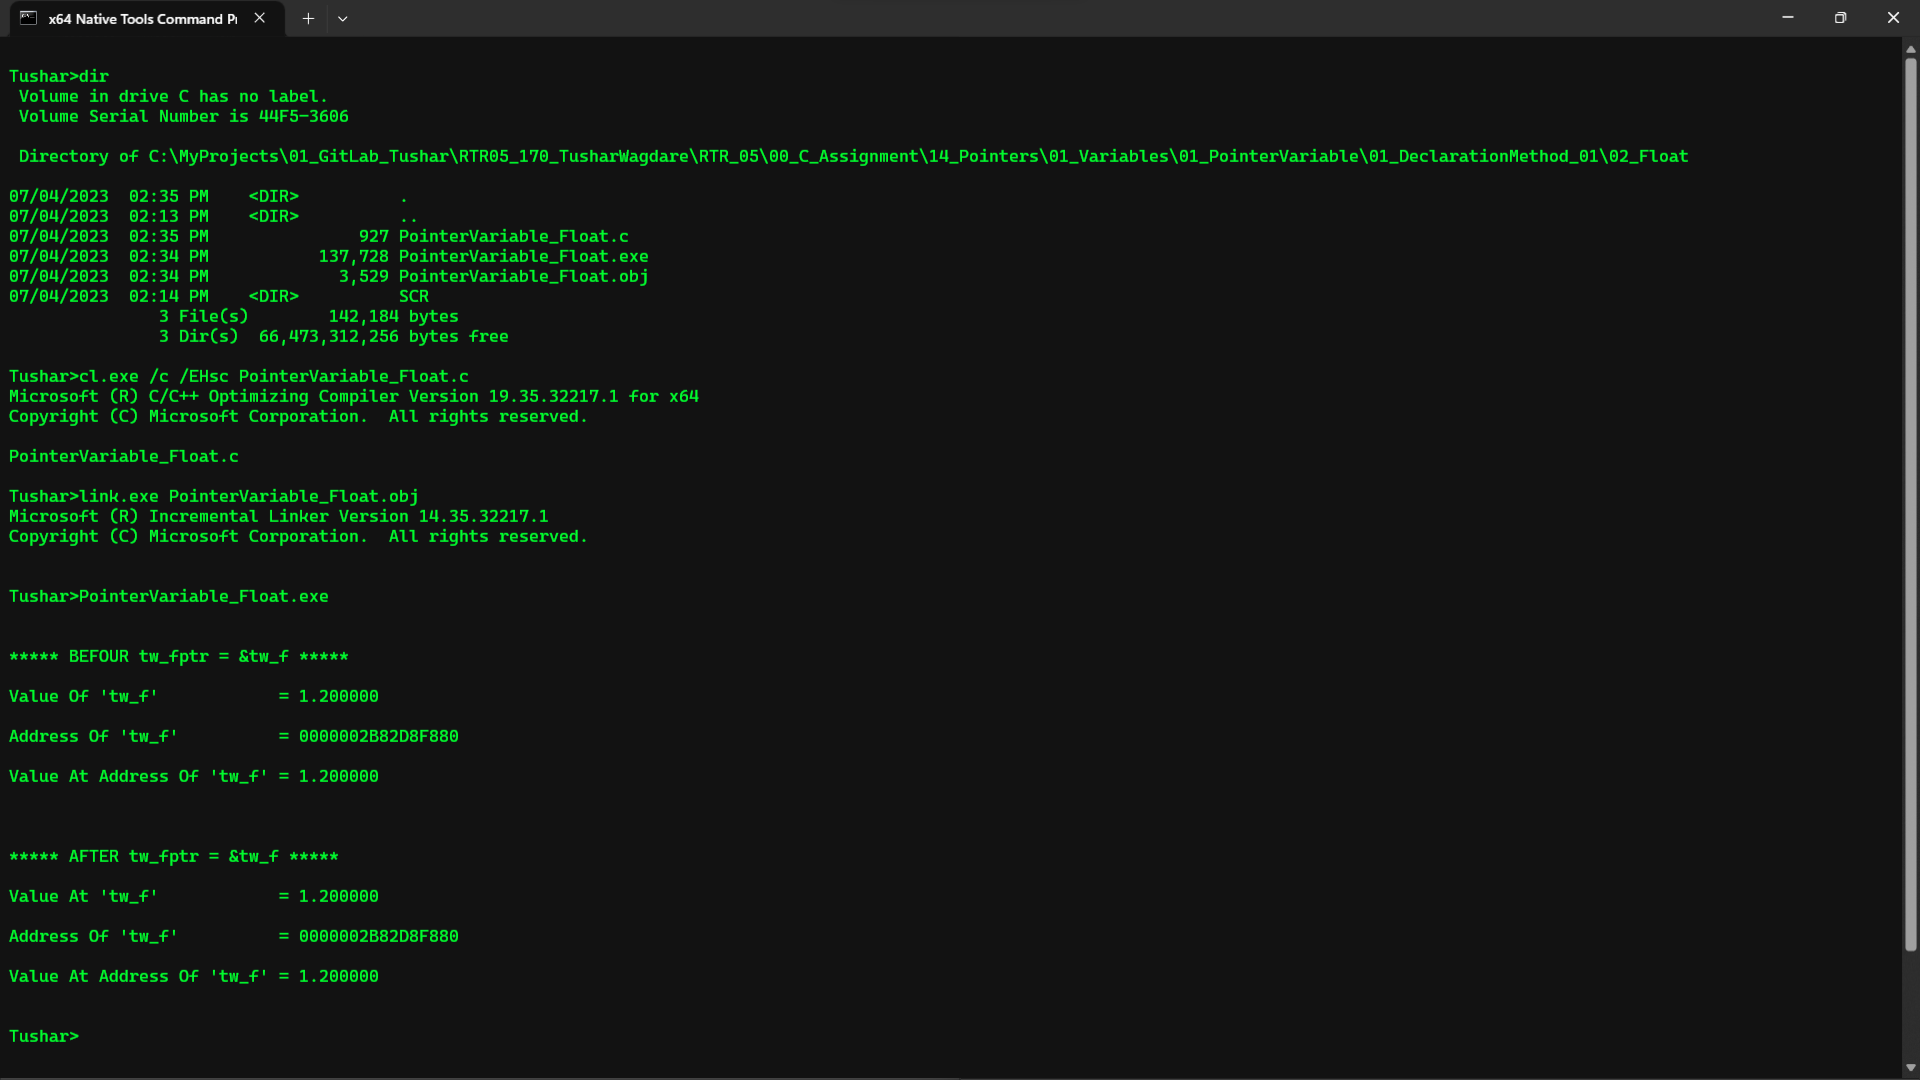 x64 Native Tools Command Pr
Tushar>dir
Volume in drive C has no label.
Volume Serial Number is 44F5-3606
Directory of C:\MyProjects\01_GitLab_Tushar\RTR05_170_TusharWagdare\RTR_05\00_C_Assignment\14_Pointers\01_Variables\01_PointerVariable\01_DeclarationMethod_01\02_Float
07/04/2023  02:35 PM    <DIR>          .
07/04/2023  02:13 PM    <DIR>          ..
07/04/2023  02:35 PM               927 PointerVariable_Float.c
07/04/2023  02:34 PM           137,728 PointerVariable_Float.exe
07/04/2023  02:34 PM             3,529 PointerVariable_Float.obj
07/04/2023  02:14 PM    <DIR>          SCR
3 File(s)        142,184 bytes
3 Dir(s)  66,473,312,256 bytes free
Tushar>cl.exe /c /EHsc PointerVariable_Float.c
Microsoft (R) C/C++ Optimizing Compiler Version 19.35.32217.1 for x64
Copyright (C) Microsoft Corporation.  All rights reserved.
PointerVariable_Float.c
Tushar>link.exe PointerVariable_Float.obj
Microsoft (R) Incremental Linker Version 14.35.32217.1
Copyright (C) Microsoft Corporation.  All rights reserved.
Tushar>PointerVariable_Float.exe
***** BEFOUR tw_fptr = &tw_f *****
Value Of 'tw_f'            = 1.200000
Address Of 'tw_f'          = 0000002B82D8F880
Value At Address Of 'tw_f' = 1.200000
***** AFTER tw_fptr = &tw_f *****
Value At 'tw_f'            = 1.200000
Address Of 'tw_f'          = 0000002B82D8F880
Value At Address Of 'tw_f' = 1.200000
Tushar>